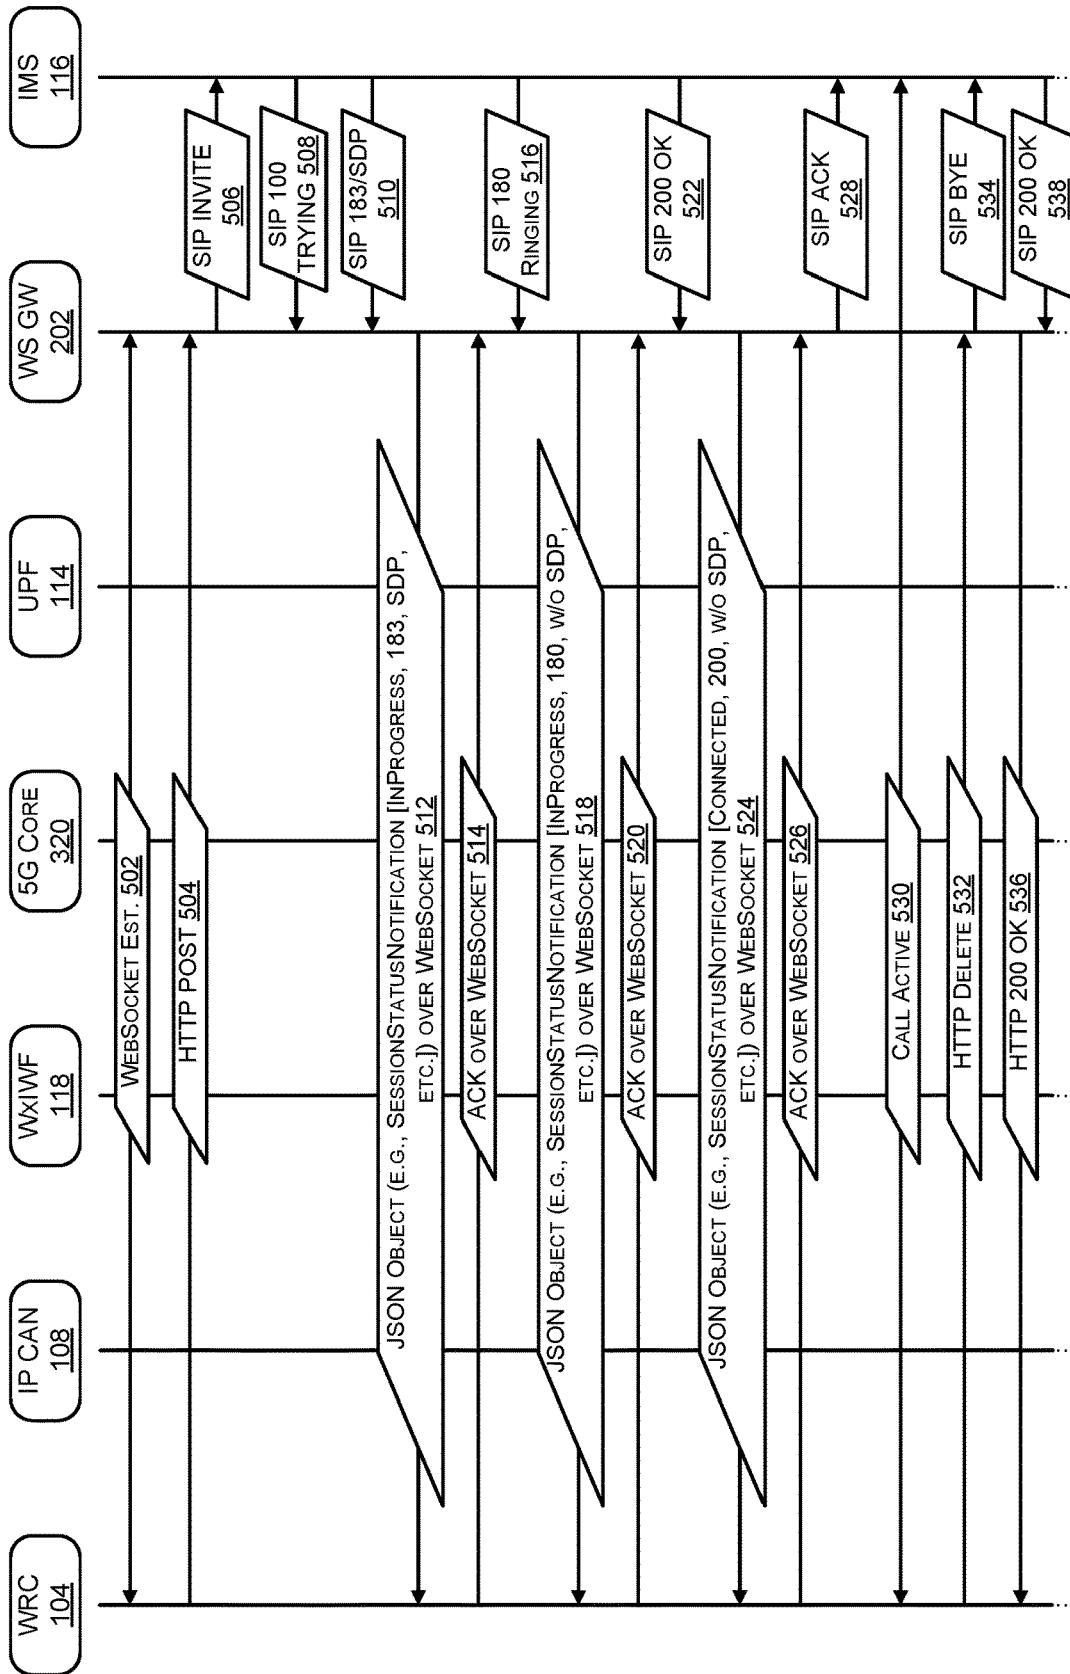 WRC
104
IP CAN
108
WXIWF
118
5G CORE
320
UPF
114
WS GW
202
IMS
116
WEBSOCKET EST. 502
HTTP POST 504
SIP INVITE
506
SIP 100
TRYING 508
SIP 183/SDP
510
JSON OBJECT (E.G., SESSIONSTATUSNOTIFICATION [INPROGRESS, 183, SDP,
ETC.]) OVER WEBSOCKET 512
ACK OVER WEBSOCKET 514
SIP 180
RINGING 516
JSON OBJECT (E.G., SESSIONSTATUSNOTIFICATION [INPROGRESS, 180, W/O SDP,
ETC.]) OVER WEBSOCKET 518
ACK OVER WEBSOCKET 520
SIP 200 OK
522
JSON OBJECT (E.G., SESSIONSTATUSNOTIFICATION [CONNECTED, 200, W/O SDP,
ETC.]) OVER WEBSOCKET 524
ACK OVER WEBSOCKET 526
SIP ACK
528
CALL ACTIVE 530
HTTP DELETE 532
SIP BYE
534
HTTP 200 OK 536
SIP 200 OK
538